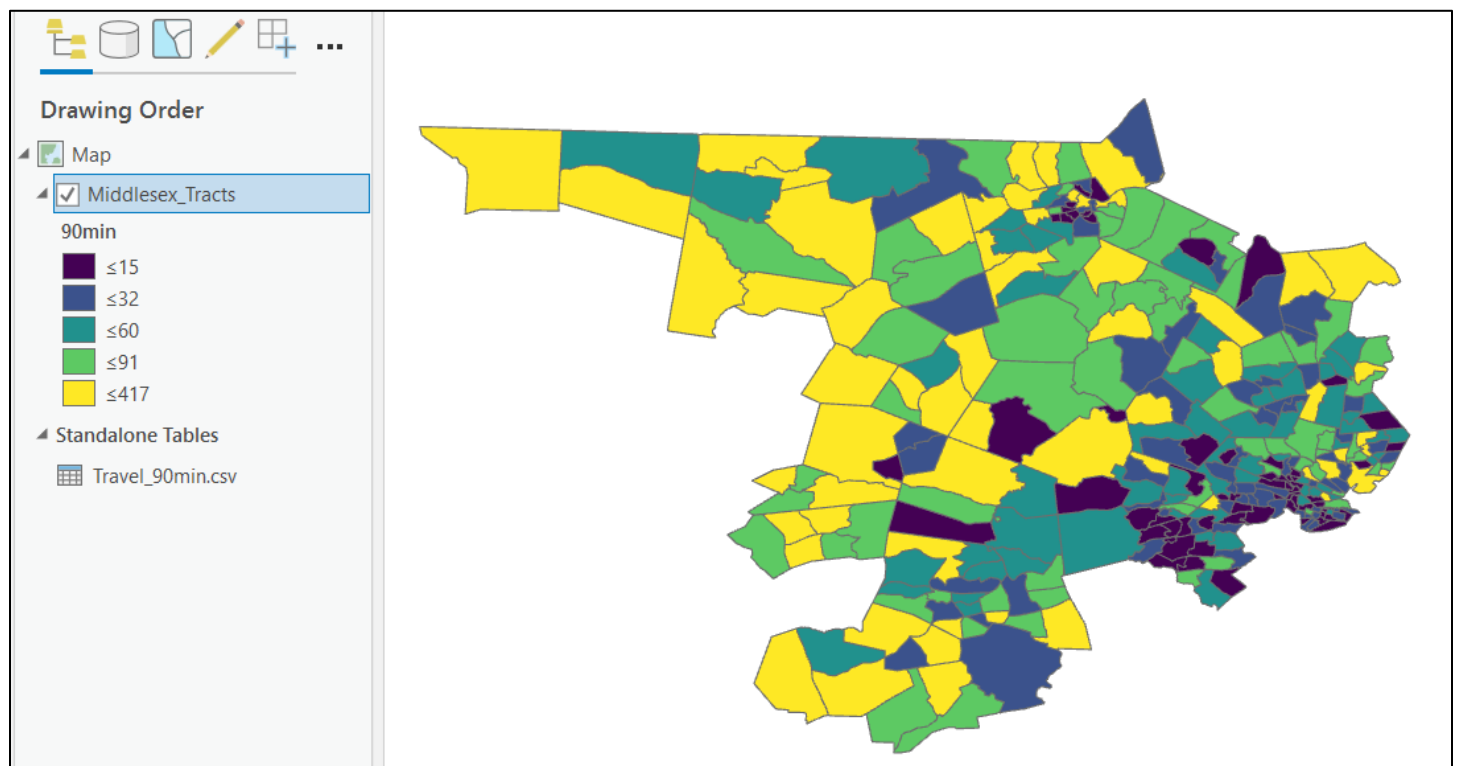 Drawing Order
Map
Middlesex_Tracts
90min
≤15
≤32
≤60
≤91
≤417
Standalone Tables
Travel_90min.csv